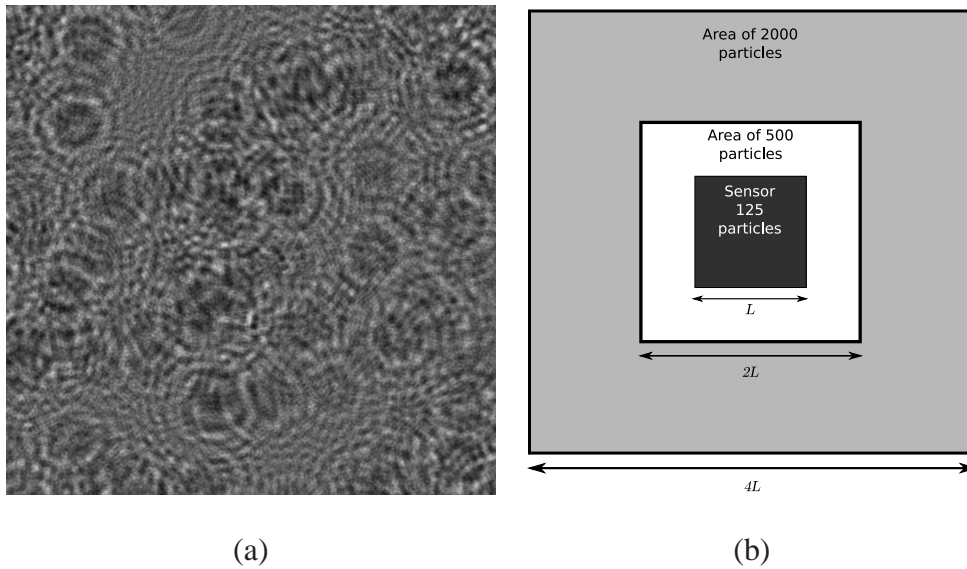 Area of 2000
particles
Area of 500
particles
Sensor
125
particles
L
2L
4L
(a)
(b)